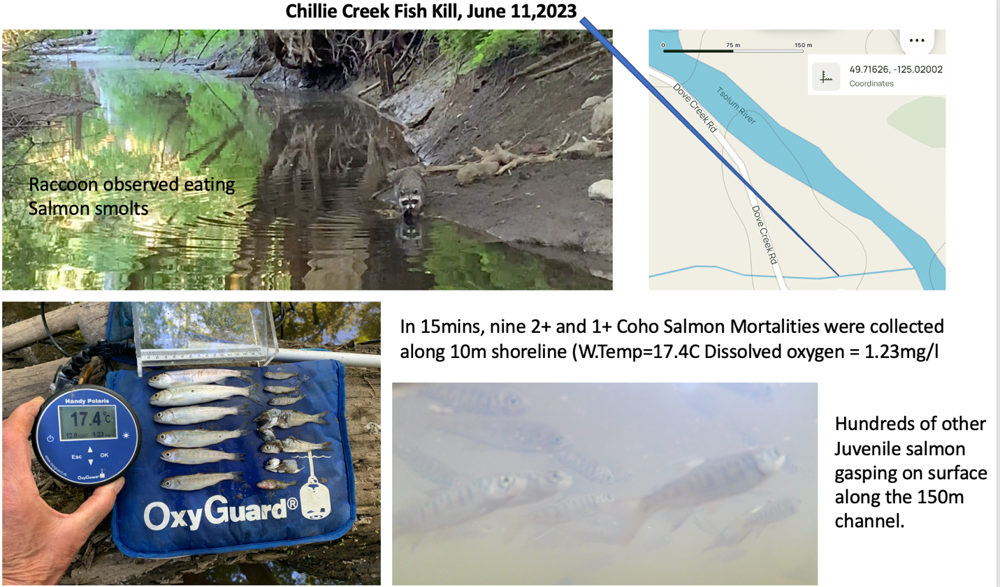 Chillie Creek Fish Kill, June 11,2023
Raccoon observed eating
Salmon smolts
0 75 m 150 m
49.71626, -125.02002
Coordinates
Dove Creek Rd
Tsolum River
Dove Creek Rd
In 15mins, nine 2+ and 1+ Coho Salmon Mortalities were collected
along 10m shoreline (W.Temp=17.4C Dissolved oxygen = 1.23mg/l
Handy Polaris
17.4°C
12.8 1.23
Esc OK
OxyGuard
OxyGuard®
Hundreds of other
Juvenile salmon
gasping on surface
along the 150m
channel.